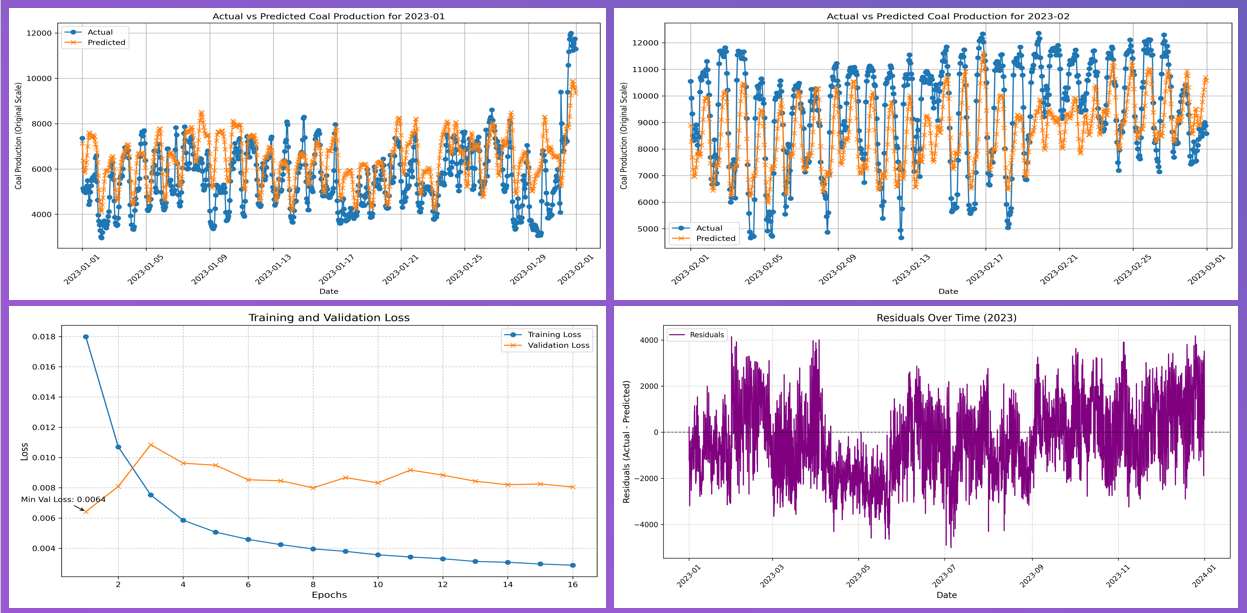 Actual vs Predicted Coal Production for 2023-01
Actual
Predicted
Coal Production (Original Scale)
12000
10000
8000
6000
4000
2023-01-01
2023-01-05
2023-01-09
2023-01-13
2023-01-17
2023-01-21
2023-01-25
2023-01-29
2023-02-01
Date
Actual vs Predicted Coal Production for 2023-02
Coal Production (Original Scale)
12000
11000
10000
9000
8000
7000
6000
5000
Actual
Predicted
2023-02-01
2023-02-05
2023-02-09
2023-02-13
2023-02-17
2023-02-21
2023-02-25
2023-03-01
Date
Training and Validation Loss
Training Loss
Validation Loss
Loss
0.018
0.016
0.014
0.012
0.010
0.008
0.006
0.004
Min Val Loss: 0.0064
2
4
6
8
10
12
14
16
Epochs
Residuals Over Time (2023)
Residuals
Residuals (Actual - Predicted)
4000
2000
0
−2000
−4000
2023-01
2023-03
2023-05
2023-07
2023-09
2023-11
2024-01
Date